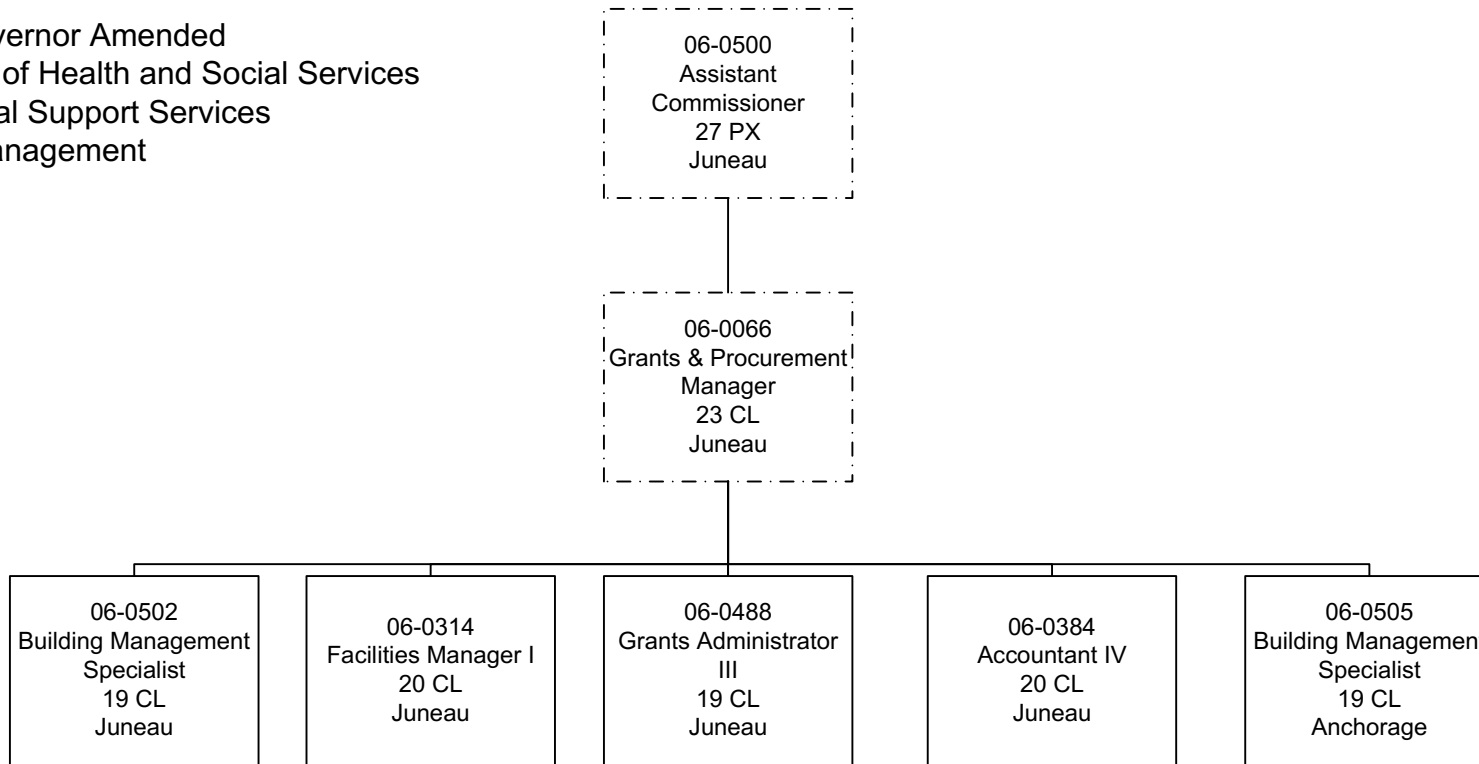 vernor Amended
of Health and Social Services
al Support Services
anagement
06-0500
Assistant
Commissioner
27 PX
Juneau
06-0066
Grants & Procurement
Manager
23 CL
Juneau
06-0502
Building Management
Specialist
19 CL
Juneau
06-0314
Facilities Manager I
20 CL
Juneau
06-0488
Grants Administrator
III
19 CL
Juneau
06-0384
Accountant IV
20 CL
Juneau
06-0505
Building Management
Specialist
19 CL
Anchorage